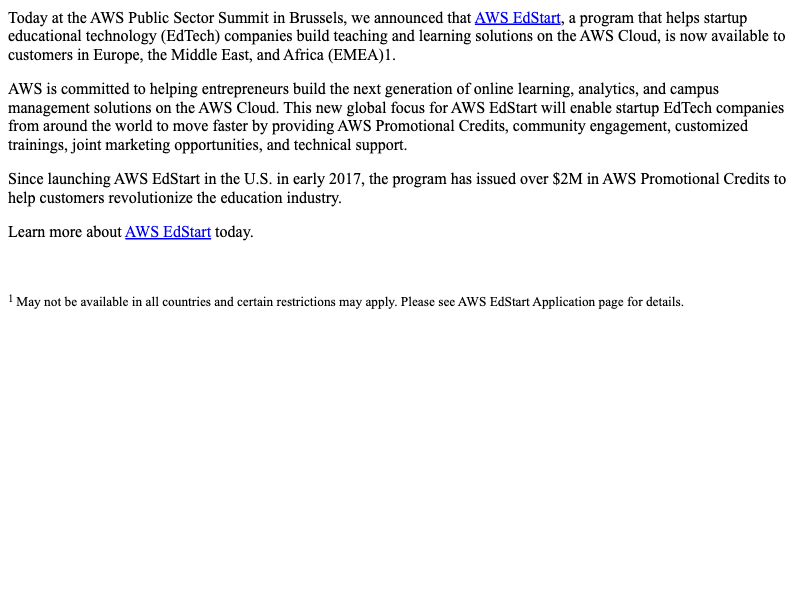 Today at the AWS Public Sector Summit in Brussels, we announced that AWS EdStart, a program that helps startup
educational technology (EdTech) companies build teaching and learning solutions on the AWS Cloud, is now available to
customers in Europe, the Middle East, and Africa (EMEA)1.
AWS is committed to helping entrepreneurs build the next generation of online learning, analytics, and campus
management solutions on the AWS Cloud. This new global focus for AWS EdStart will enable startup EdTech companies
from around the world to move faster by providing AWS Promotional Credits, community engagement, customized
trainings, joint marketing opportunities, and technical support.
Since launching AWS EdStart in the U.S. in early 2017, the program has issued over $2M in AWS Promotional Credits to
help customers revolutionize the education industry.
Learn more about AWS EdStart today.
1 May not be available in all countries and certain restrictions may apply. Please see AWS EdStart Application page for details.